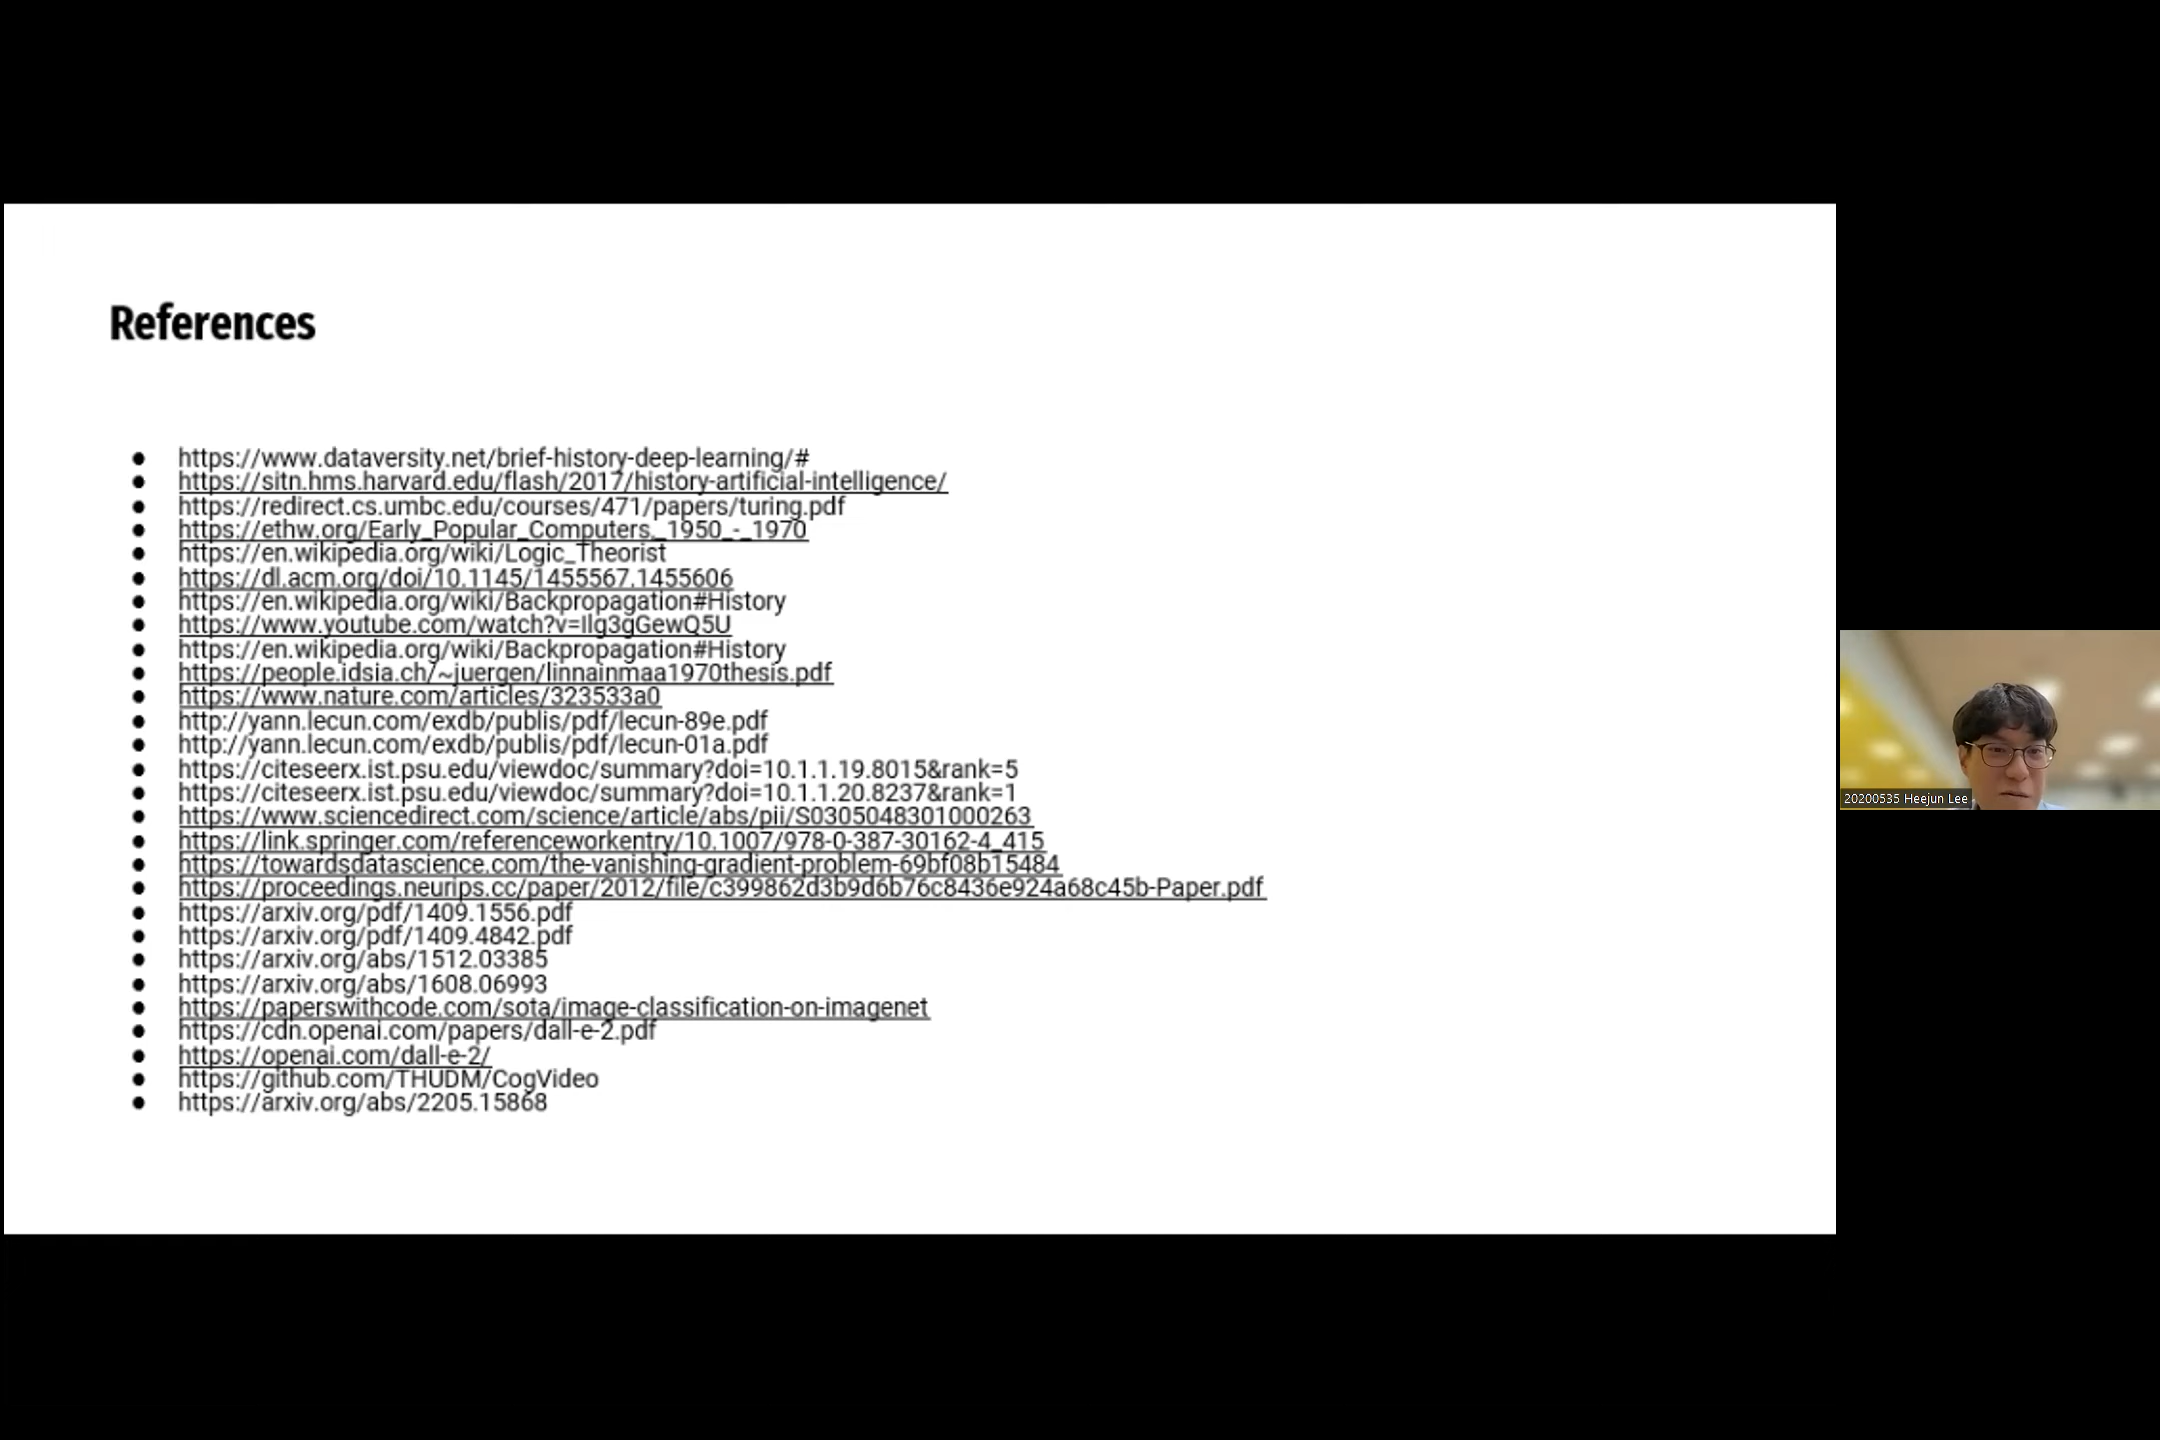 References
https://www.dataversity.net/brief-history-deep-learning/#
https://sitn.hms.harvard.edu/flash/2017/history-artificial-intelligence/
https://redirect.cs.umbc.edu/courses/471/papers/turing.pdf
https://ethw.org/Early_Popular_Computers,_1950_-_1970
https://en.wikipedia.org/wiki/Logic_Theorist
https://dl.acm.org/doi/10.1145/1455567.1455606
https://en.wikipedia.org/wiki/Backpropagation#History
https://www.youtube.com/watch?v=Ilg3gGewQ5U
https://en.wikipedia.org/wiki/Backpropagation#History
https://people.idsia.ch/~juergen/linnainmaa1970thesis.pdf
https://www.nature.com/articles/323533a0
http://yann.lecun.com/exdb/publis/pdf/lecun-89e.pdf
http://yann.lecun.com/exdb/publis/pdf/lecun-01a.pdf
https://citeseerx.ist.psu.edu/viewdoc/summary?doi=10.1.1.19.8015&rank=5
https://citeseerx.ist.psu.edu/viewdoc/summary?doi=10.1.1.20.8237&rank=1
https://www.sciencedirect.com/science/article/abs/pii/S0305048301000263
https://link.springer.com/referenceworkentry/10.1007/978-0-387-30162-4_415
https://towardsdatascience.com/the-vanishing-gradient-problem-69bf08b15484
https://proceedings.neurips.cc/paper/2012/file/c399862d3b9d6b76c8436e924a68c45b-Paper.pdf
https://arxiv.org/pdf/1409.1556.pdf
https://arxiv.org/pdf/1409.4842.pdf
https://arxiv.org/abs/1512.03385
https://arxiv.org/abs/1608.06993
https://paperswithcode.com/sota/image-classification-on-imagenet
https://cdn.openai.com/papers/dall-e-2.pdf
https://openai.com/dall-e-2/
https://github.com/THUDM/CogVideo
https://arxiv.org/abs/2205.15868
20200535 Heejun Lee